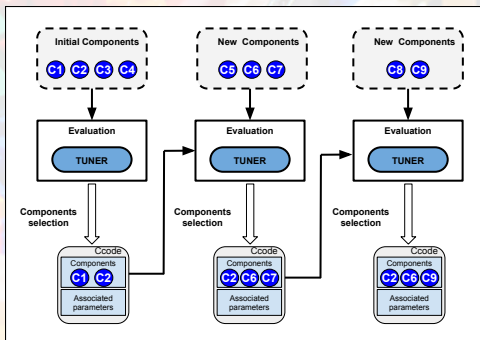 Initial Components
C1 C2 C3 C4
New Components
C5 C6 C7
New Components
C8 C9
Evaluation
TUNER
Evaluation
TUNER
Evaluation
TUNER
Components
selection
Components
selection
Components
selection
Ccode
Components
C1 C2
Associated
parameters
Ccode
Components
C2 C6 C7
Associated
parameters
Ccode
Components
C2 C6 C9
Associated
parameters